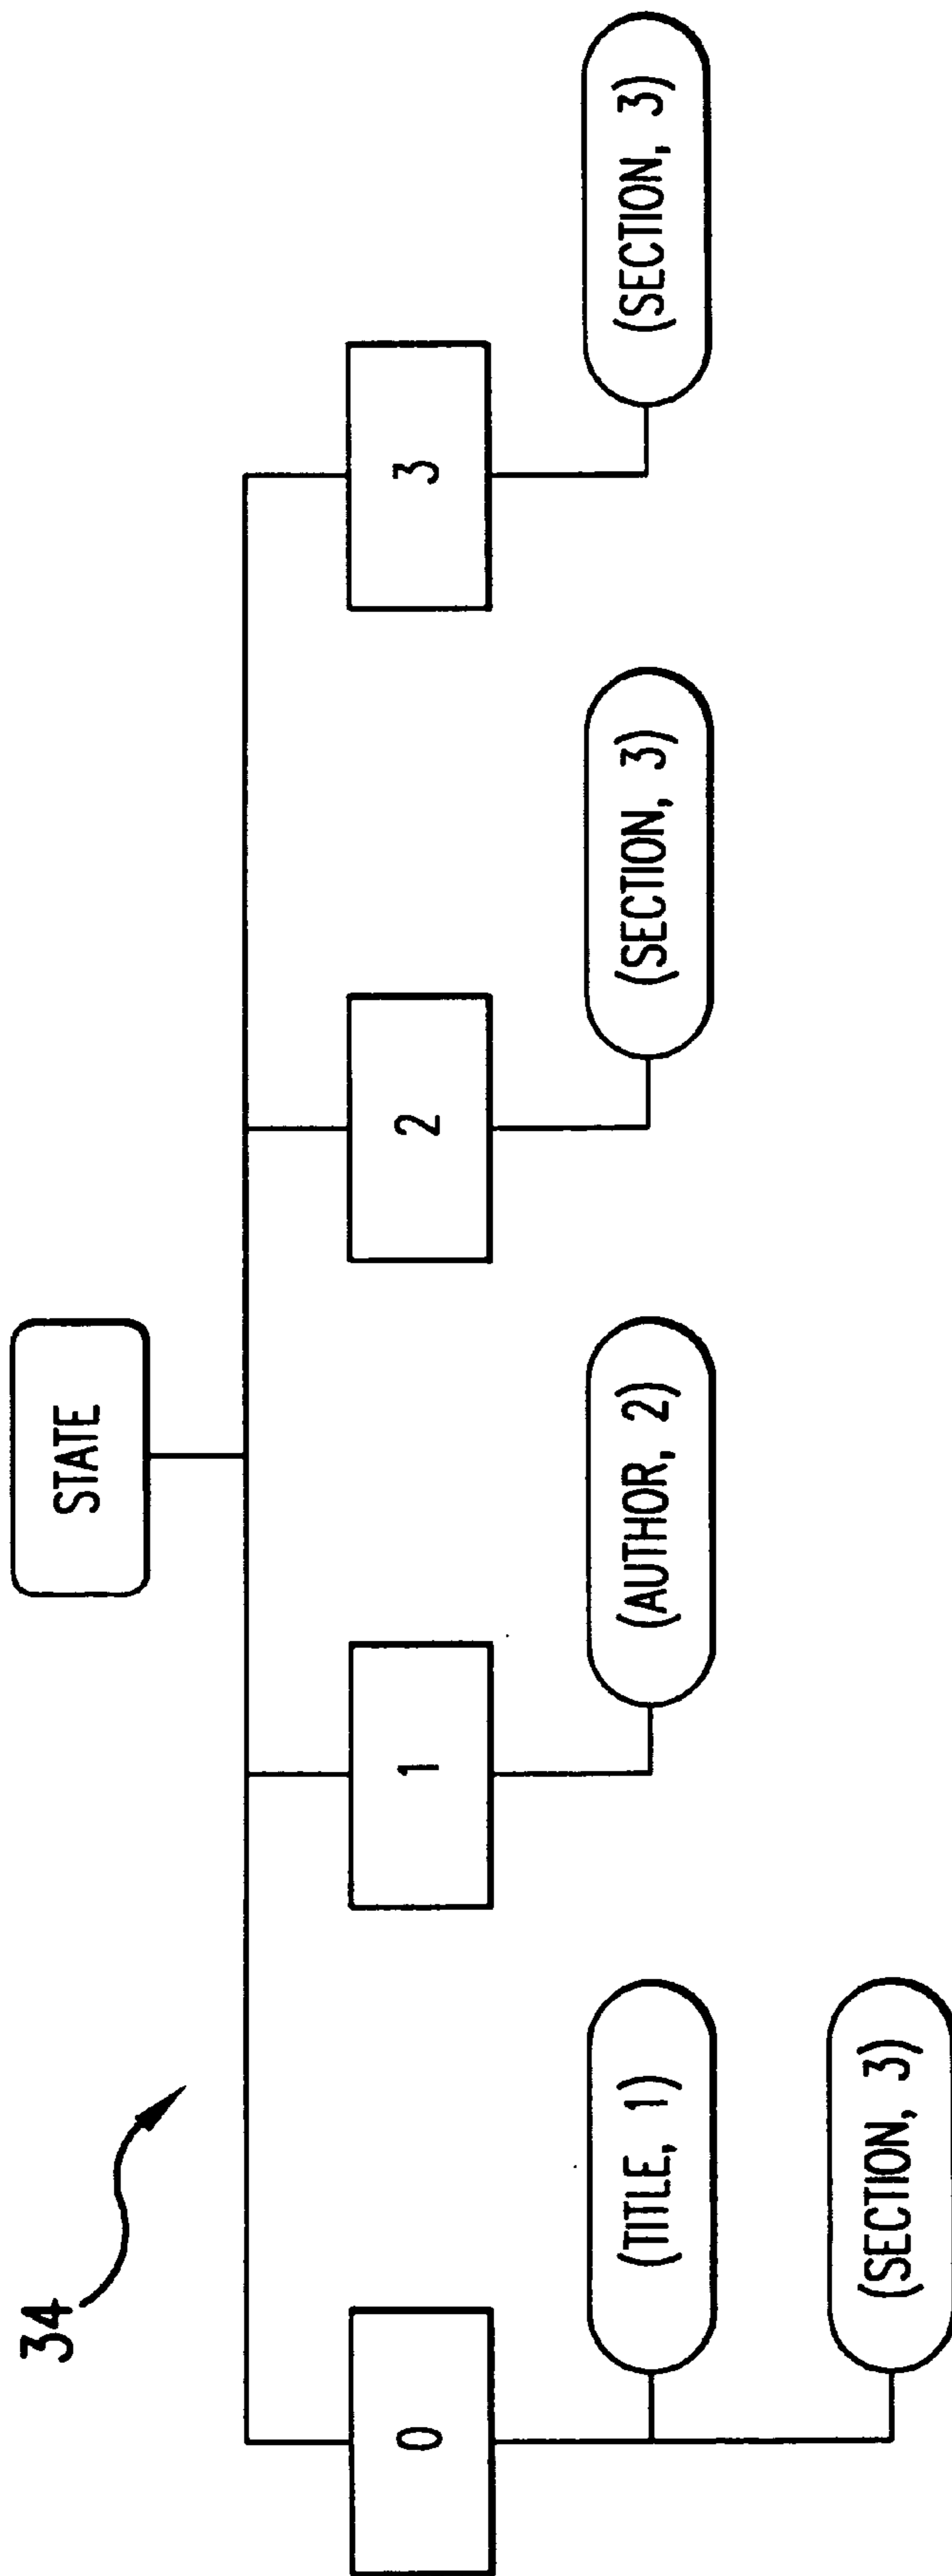 34
STATE
0
1
2
3
(TITLE, 1)
(AUTHOR, 2)
(SECTION, 3)
(SECTION, 3)
(SECTION, 3)